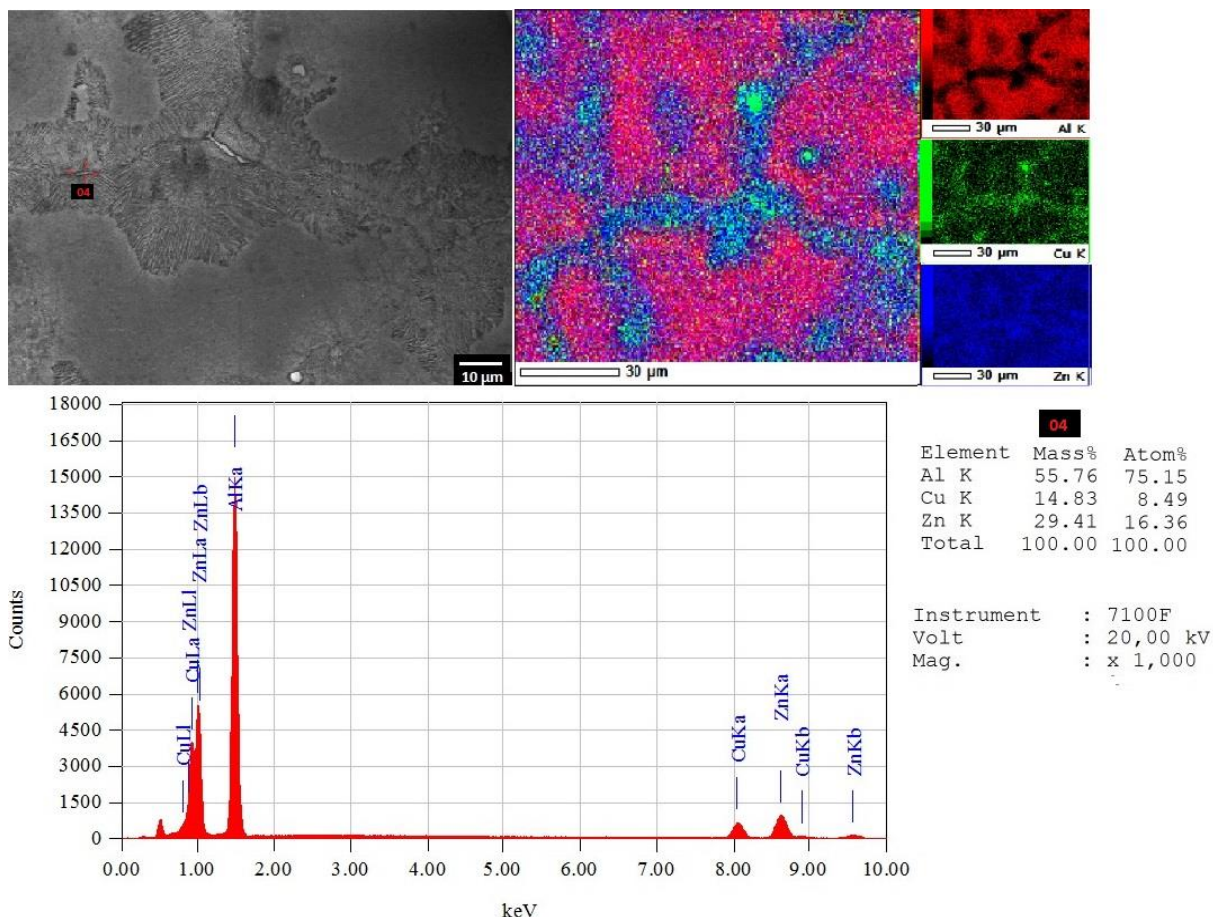 04
10 µm
30 µm
30 µm
Al K
30 µm
Cu K
30 µm
Zn K
18000
16500
15000
13500
12000
10500
9000
7500
6000
4500
3000
1500
0
Counts
CuLl
CuLa
ZnLl
ZnLa
ZnLb
AlKa
CuKa
ZnKa
CuKb
ZnKb
0.00 1.00 2.00 3.00 4.00 5.00 6.00 7.00 8.00 9.00 10.00
keV
04
Element Mass% Atom%
Al K 55.76 75.15
Cu K 14.83 8.49
Zn K 29.41 16.36
Total 100.00 100.00
Instrument : 7100F
Volt : 20,00 kV
Mag. : x 1,000